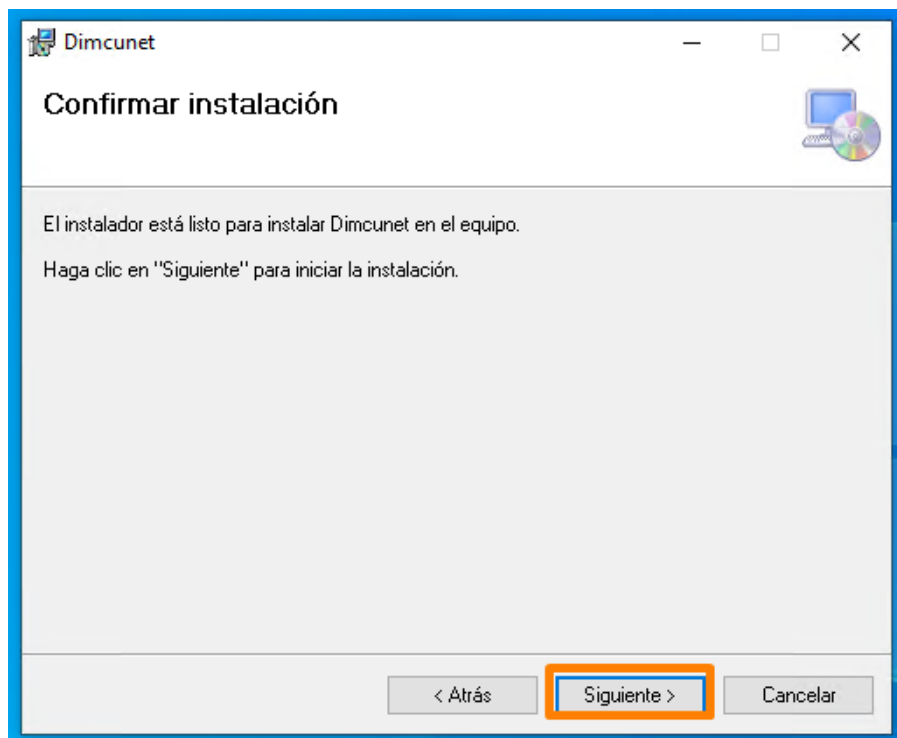 Dimcunet
Confirmar instalación
El instalador está listo para instalar Dimcunet en el equipo.
Haga clic en "Siguiente" para iniciar la instalación.
< Atrás
Siguiente >
Cancelar